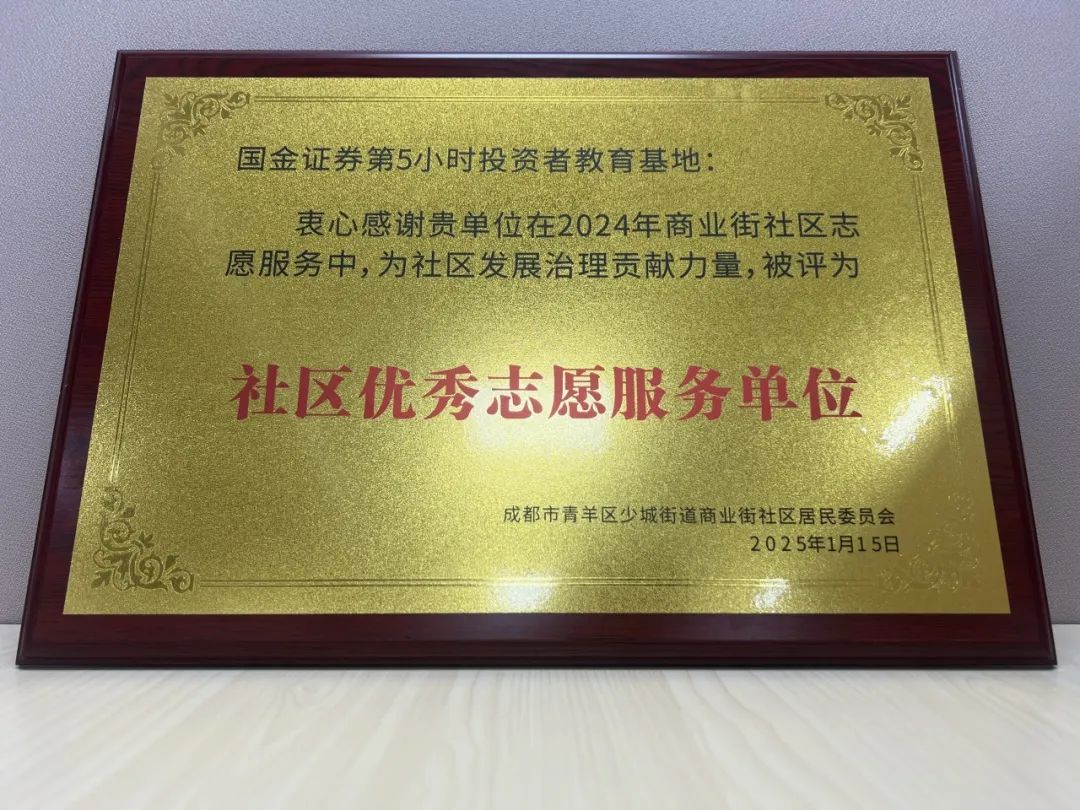 国金证券第5小时投资者教育基地：
衷心感谢贵单位在2024年商业街社区志
愿服务中，为社区发展治理贡献力量，被评为
社区优秀志愿服务单位
成都市青羊区少城街道商业街社区居民委员会
2025年1月15日